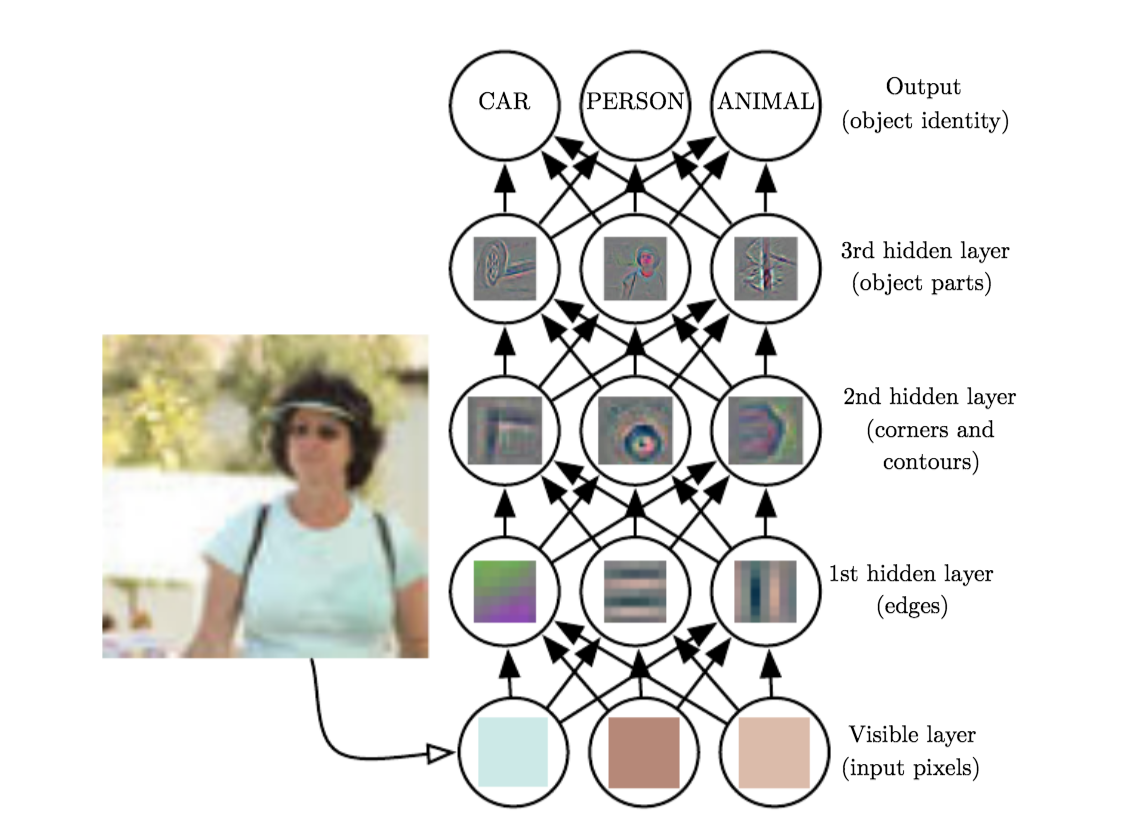 CAR
PERSON
ANIMAL
Output
(object identity)
3rd hidden layer
(object parts)
2nd hidden layer
(corners and
contours)
1st hidden layer
(edges)
Visible layer
(input pixels)